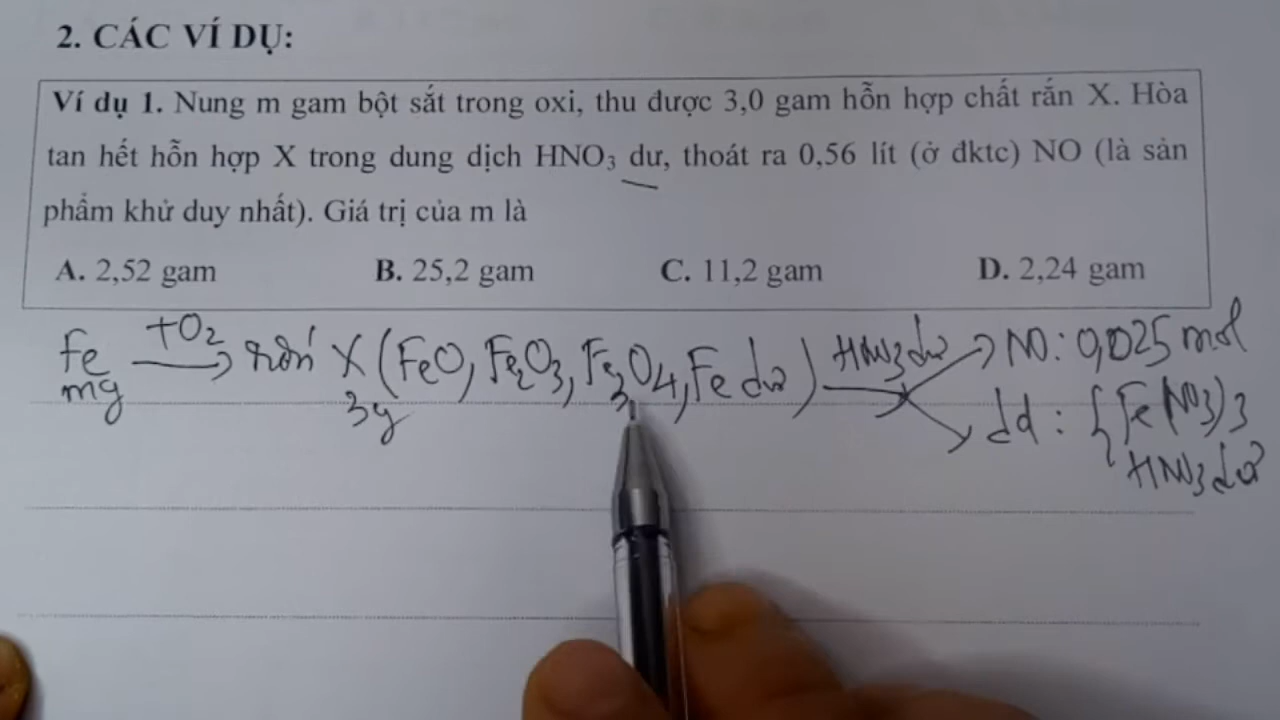 2. CÁC VÍ DỤ:
Ví dụ 1. Nung m gam bột sắt trong oxi, thu được 3,0 gam hỗn hợp chất rắn X. Hòa
tan hết hỗn hợp X trong dung dịch HNO₃ dư, thoát ra 0,56 lít (ở đktc) NO (là sản
phẩm khử duy nhất). Giá trị của m là
A. 2,52 gam B. 25,2 gam C. 11,2 gam D. 2,24 gam
Fe +O₂ → rắn X (FeO, Fe₂O₃, Fe₃O₄, Fe dư) HNO₃ dư → NO: 0,025 mol
mg 3g dd: { Fe(NO₃)₃
HNO₃ dư